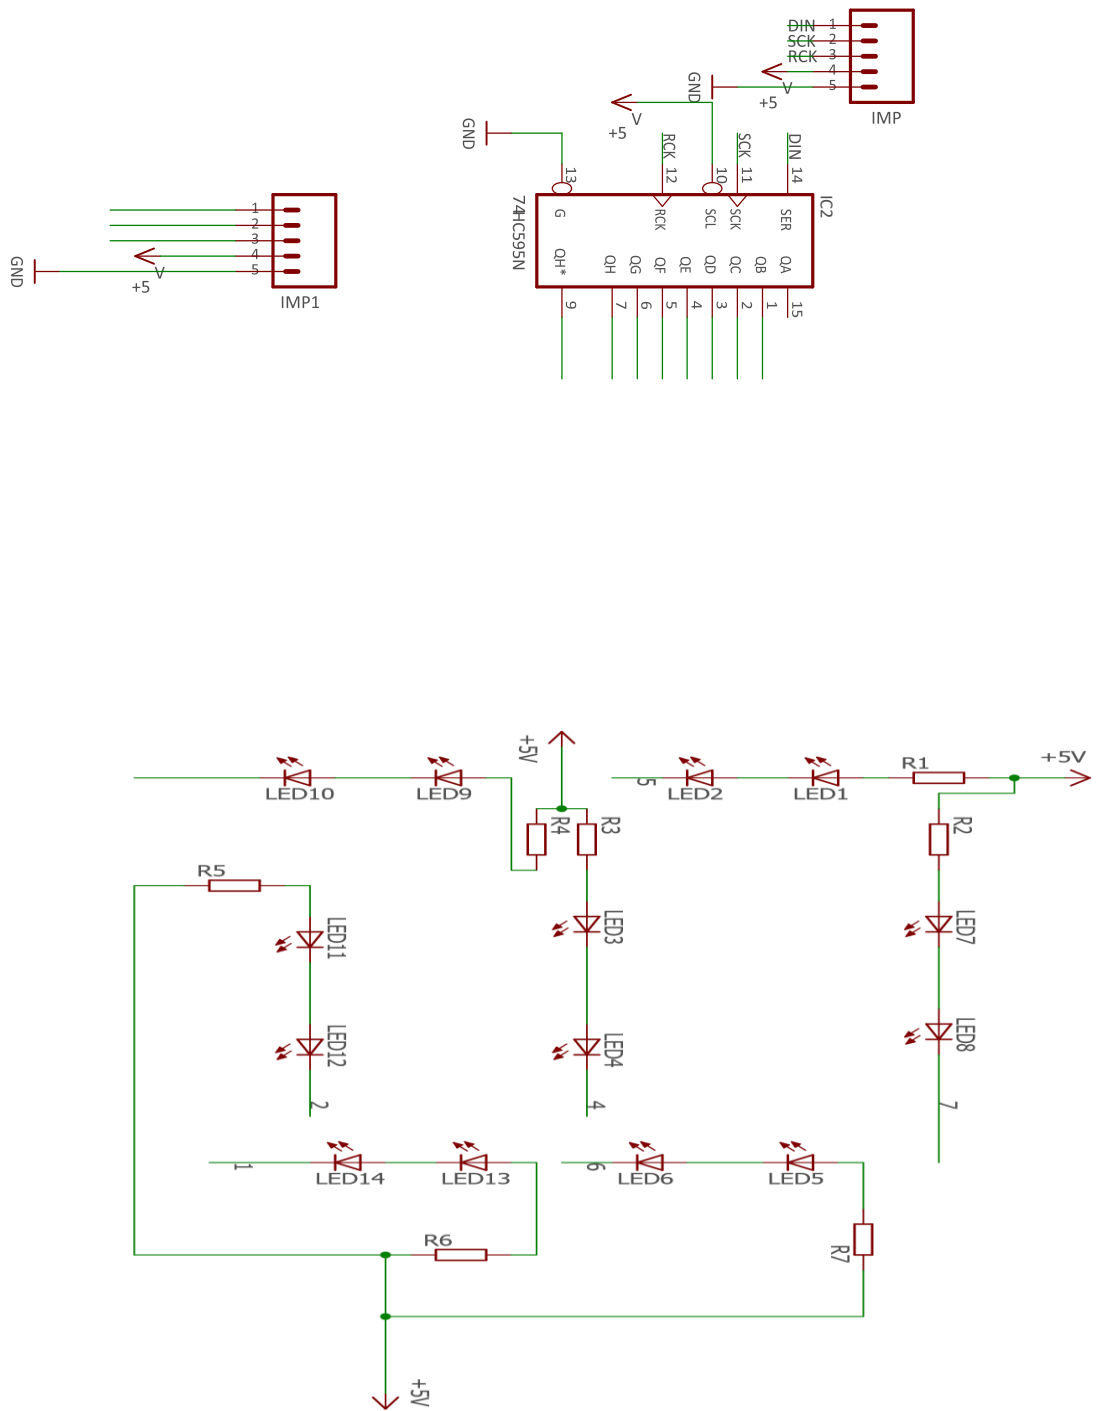 DIN 1
SCK 2
RCK 3
4
V 5
+5
IMP
GND
V
+5
GND
RCK
SCK
DIN
13
12
10
11
14
IC2
74HC595N
G
RCK
SCL
SCK
SER
QH*
QH
QG
QF
QE
QD
QC
QB
QA
9
7
6
5
4
3
2
1
15
1
2
3
4
5
V
+5
GND
IMP1
+5V
LED10
LED9
R4
R3
5
LED2
LED1
R1
+5V
R2
R5
LED11
LED12
2
LED3
LED4
4
LED7
LED8
7
1
LED14
LED13
6
LED6
LED5
R6
R7
+5V